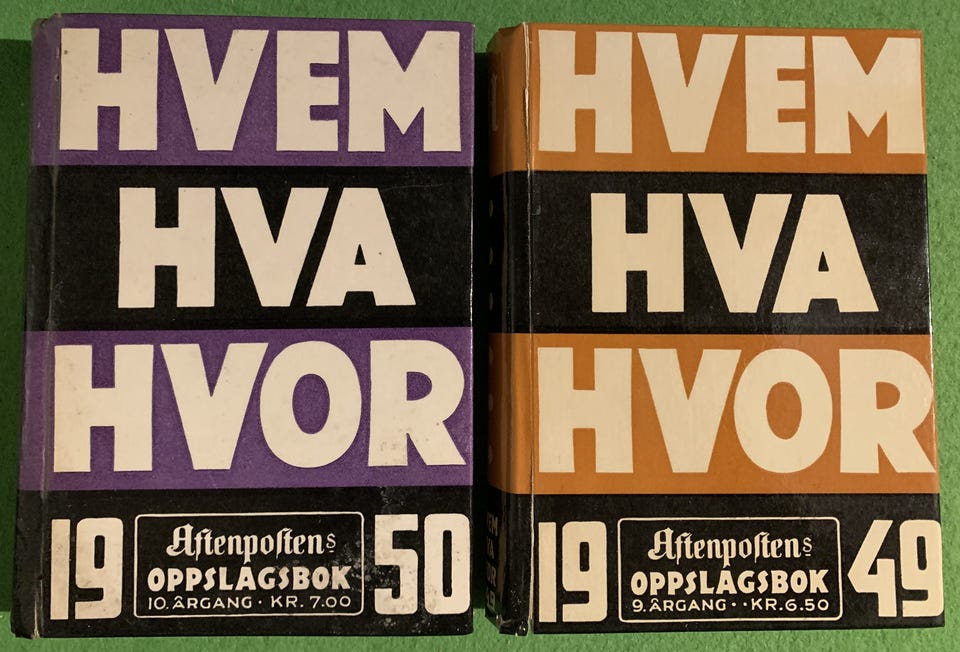 HVEM
HVA
HVOR
19 50
Aftenpostens
OPPSLAGSBOK
10. ÅRGANG · KR. 7.00
HVEM
HVA
HVOR
19 49
Aftenpostens
OPPSLAGSBOK
9. ÅRGANG · · KR. 6.50